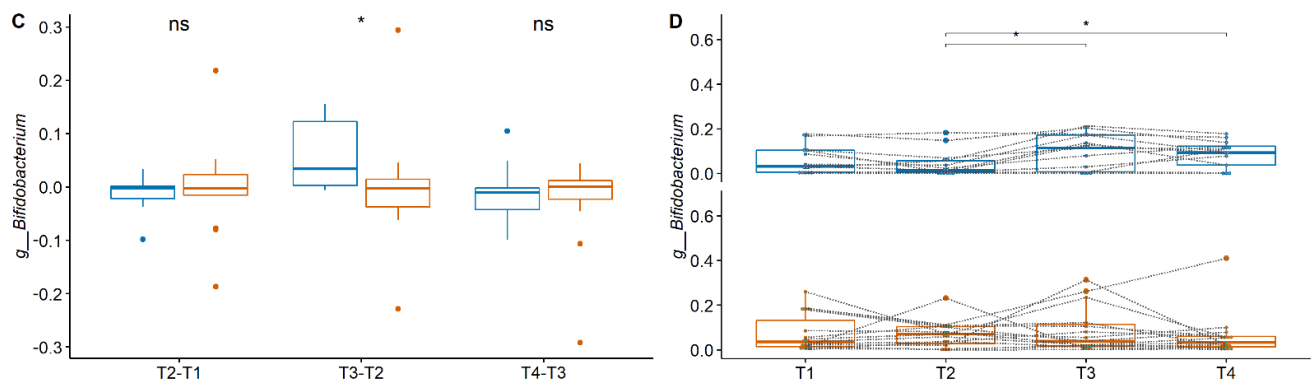 C
ns
*
ns
g__Bifidobacterium
0.3
0.2
0.1
0.0
-0.1
-0.2
-0.3
T2-T1
T3-T2
T4-T3
D
*
*
g__Bifidobacterium
0.6
0.4
0.2
0.0
g__Bifidobacterium
0.6
0.4
0.2
0.0
T1
T2
T3
T4